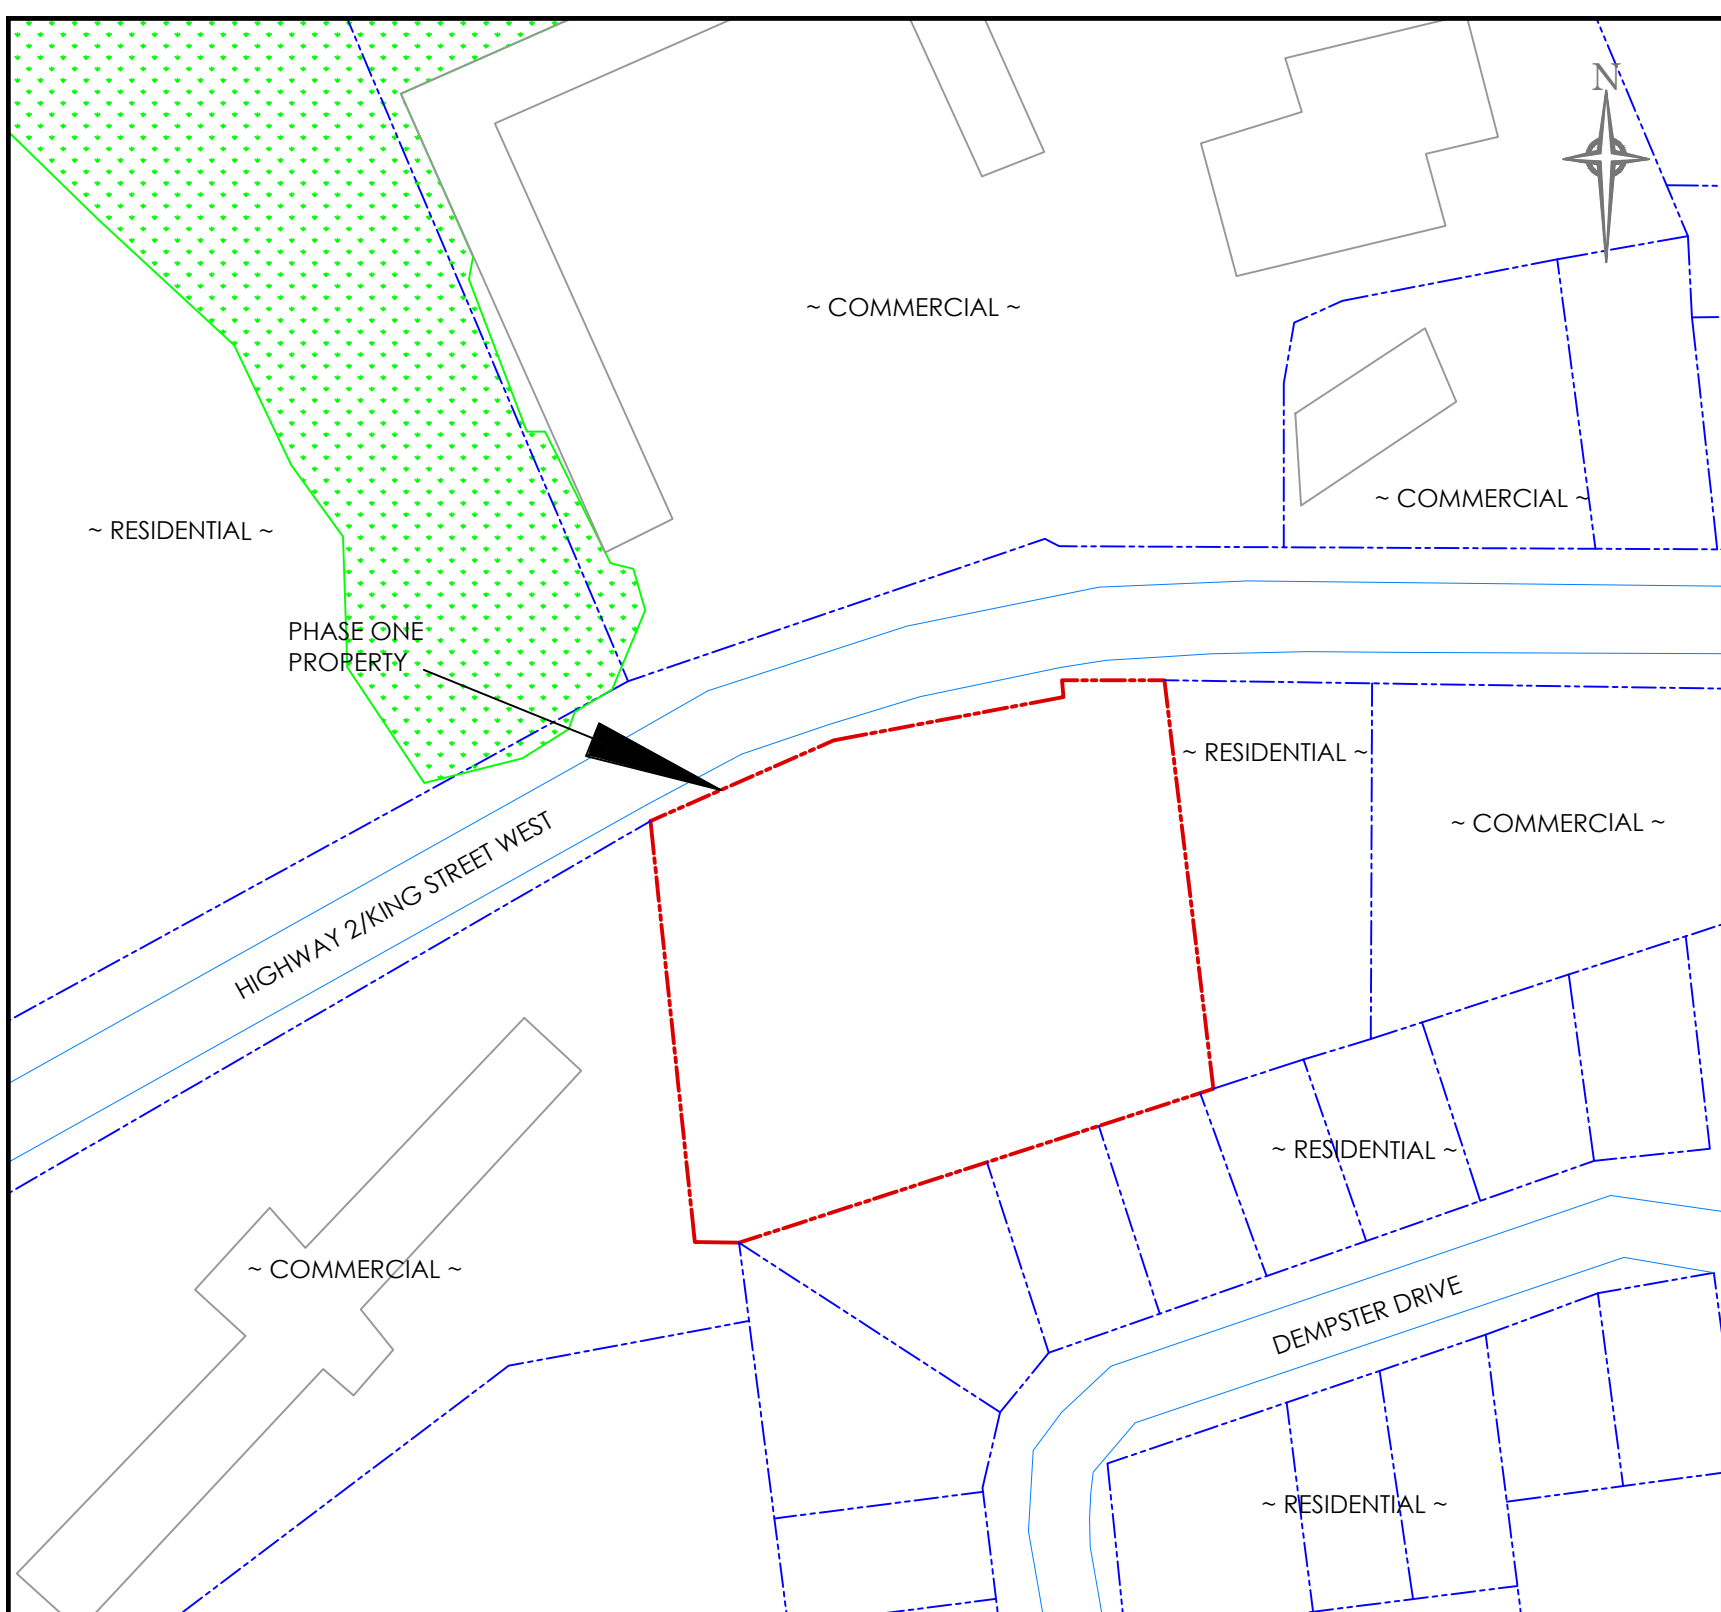 N
~ COMMERCIAL ~
~ COMMERCIAL ~
~ RESIDENTIAL ~
PHASE ONE
PROPERTY
~ RESIDENTIAL ~
~ COMMERCIAL ~
HIGHWAY 2/KING STREET WEST
~ RESIDENTIAL ~
~ COMMERCIAL ~
DEMPSTER DRIVE
~ RESIDENTIAL ~